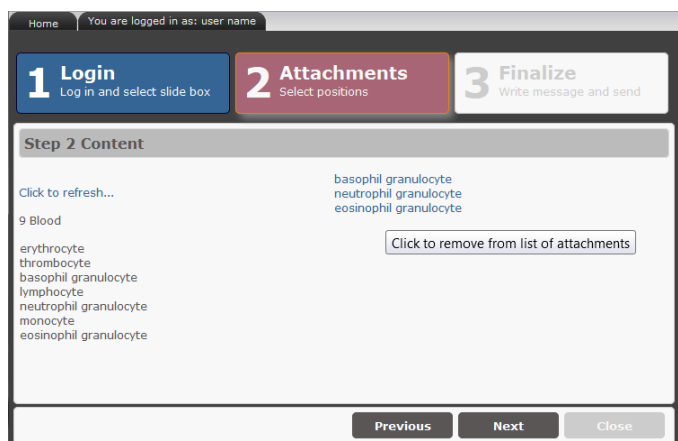 Home
You are logged in as: user name
1 Login
Log in and select slide box
2 Attachments
Select positions
3 Finalize
Write message and send
Step 2 Content
Click to refresh...
9 Blood
erythrocyte
thrombocyte
basophil granulocyte
lymphocyte
neutrophil granulocyte
monocyte
eosinophil granulocyte
basophil granulocyte
neutrophil granulocyte
eosinophil granulocyte
Click to remove from list of attachments
Previous
Next
Close